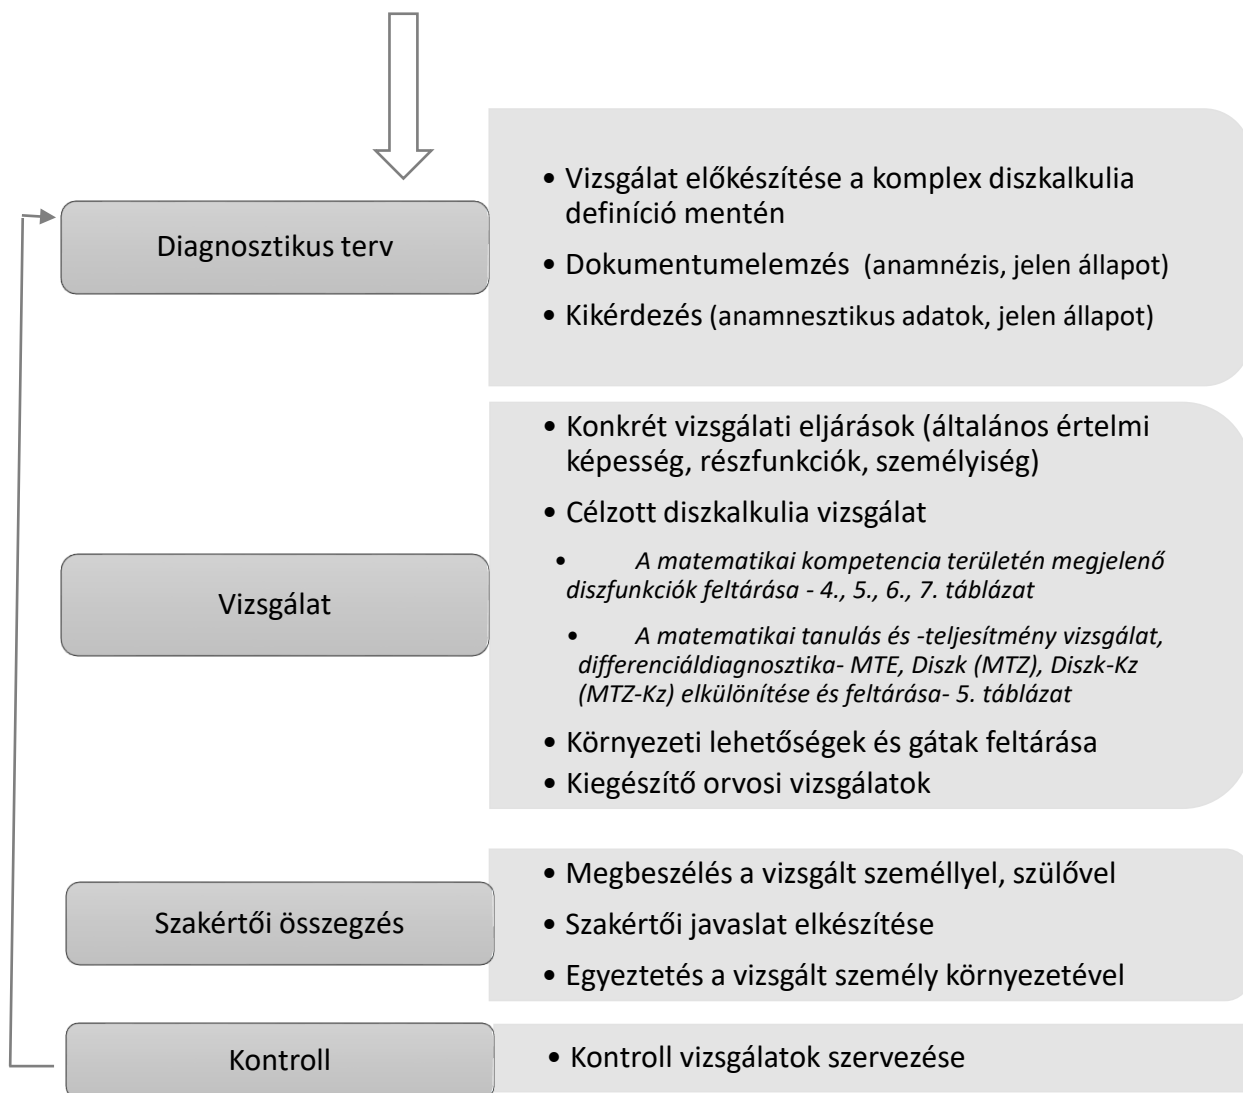 Diagnosztikus terv
• Vizsgálat előkészítése a komplex diszkalkulia
definíció mentén
• Dokumentumelemzés (anamnézis, jelen állapot)
• Kikérdezés (anamnesztikus adatok, jelen állapot)
Vizsgálat
• Konkrét vizsgálati eljárások (általános értelmi
képesség, részfunkciók, személyiség)
• Célzott diszkalkulia vizsgálat
• A matematikai kompetencia területén megjelenő
diszfunkciók feltárása - 4., 5., 6., 7. táblázat
• A matematikai tanulás és -teljesítmény vizsgálat,
differenciáldiagnosztika- MTE, Diszk (MTZ), Diszk-Kz
(MTZ-Kz) elkülönítése és feltárása- 5. táblázat
• Környezeti lehetőségek és gátak feltárása
• Kiegészítő orvosi vizsgálatok
Szakértői összegzés
• Megbeszélés a vizsgált személlyel, szülővel
• Szakértői javaslat elkészítése
• Egyeztetés a vizsgált személy környezetével
Kontroll
• Kontroll vizsgálatok szervezése